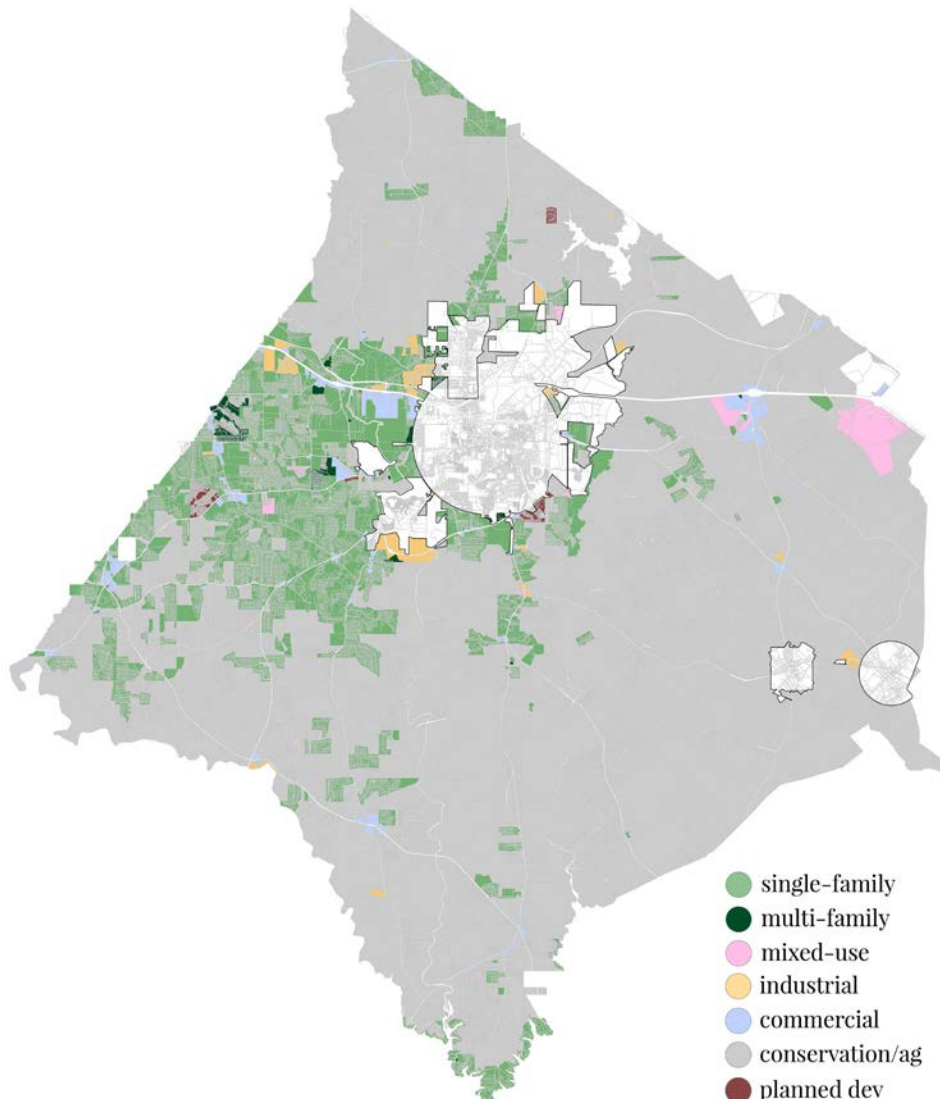 single-family
multi-family
mixed-use
industrial
commercial
conservation/ag
planned dev